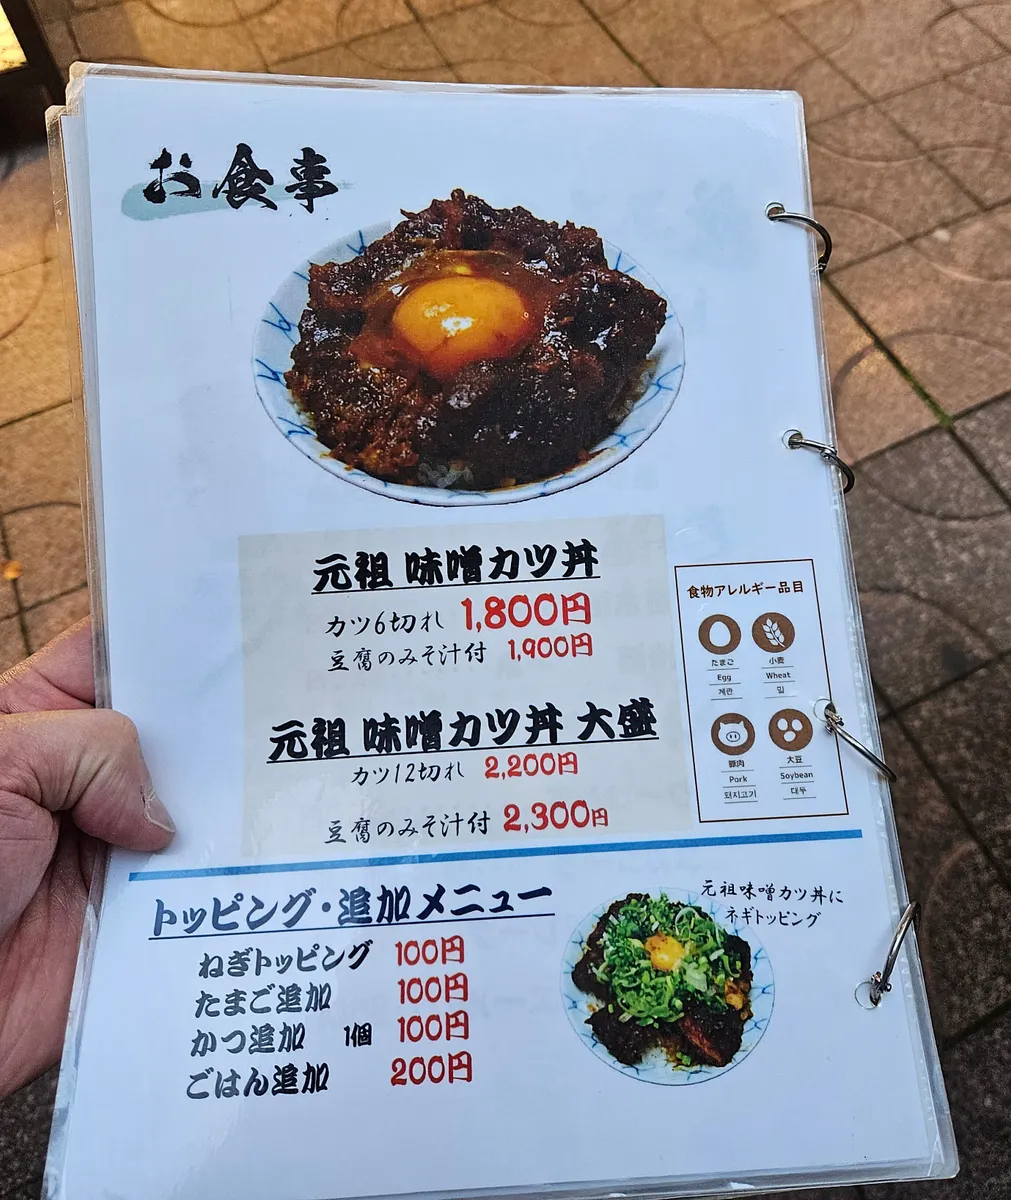 お食事
元祖 味噌カツ丼
カツ6切れ 1,800円
豆腐のみそ汁付 1,900円
元祖 味噌カツ丼 大盛
カツ12切れ 2,200円
豆腐のみそ汁付 2,300円
食物アレルギー品目
たまご 小麦
Egg Wheat
계란 밀
豚肉 大豆
Pork Soybean
돼지고기 대두
トッピング・追加メニュー
ねぎトッピング 100円
たまご追加 100円
かつ追加 1個 100円
ごはん追加 200円
元祖味噌カツ丼に
ネギトッピング